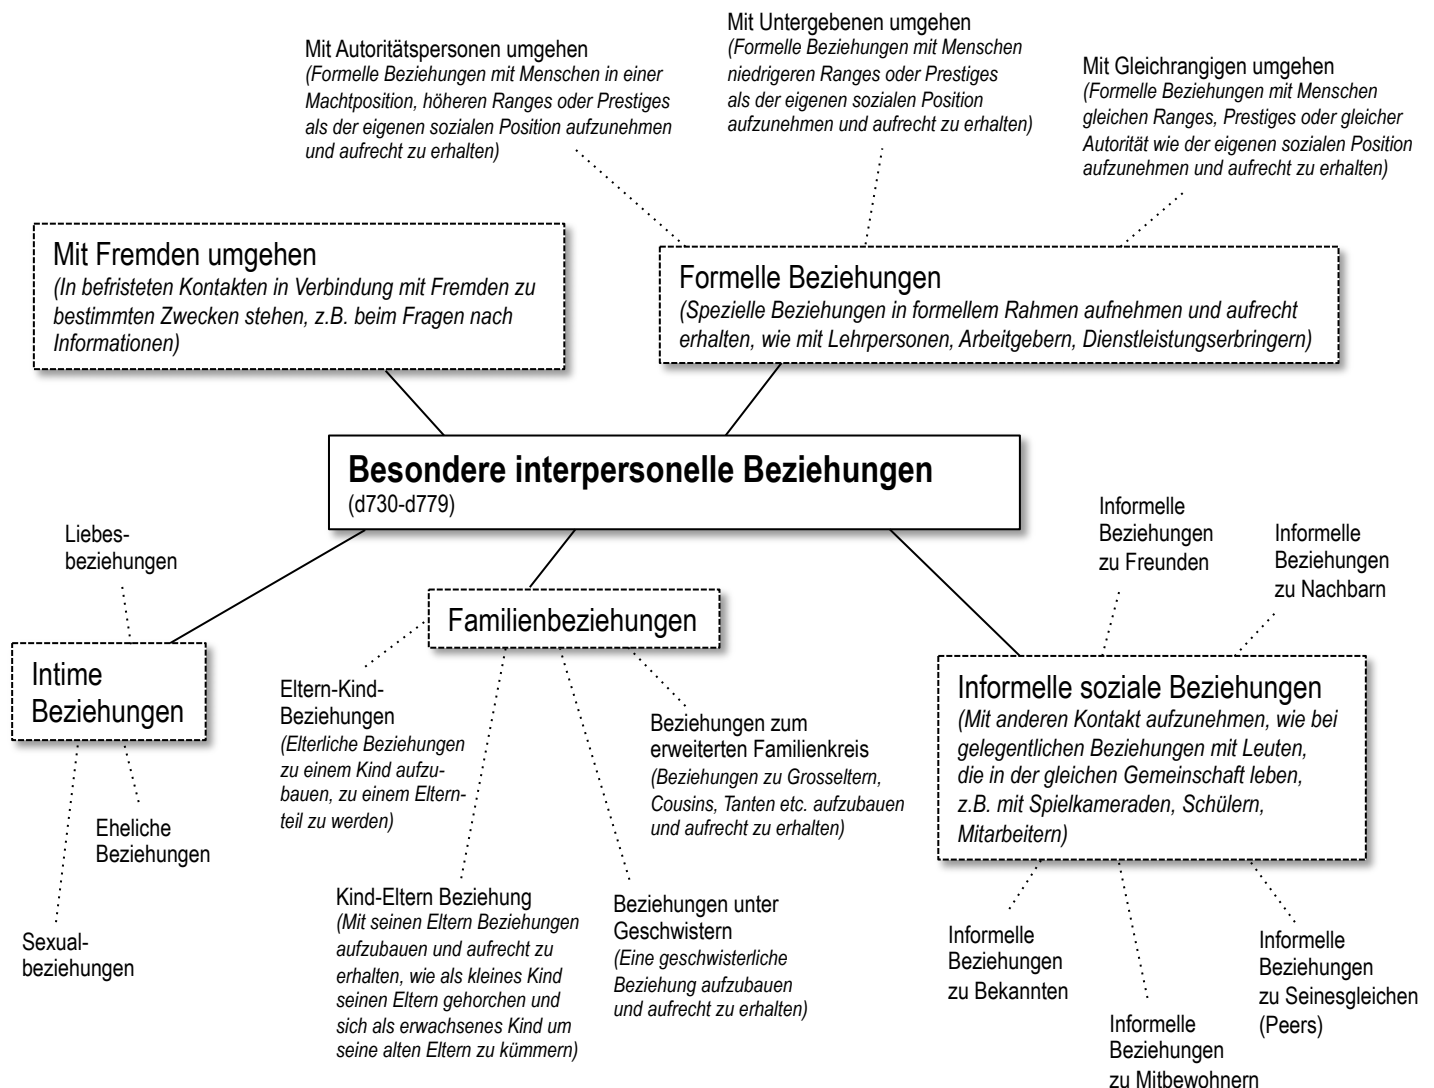 Mit Autoritätspersonen umgehen
(Formelle Beziehungen mit Menschen in einer
Machtposition, höheren Ranges oder Prestiges
als der eigenen sozialen Position aufzunehmen
und aufrecht zu erhalten)
Mit Untergebenen umgehen
(Formelle Beziehungen mit Menschen
niedrigeren Ranges oder Prestiges
als der eigenen sozialen Position
aufzunehmen und aufrecht zu erhalten)
Mit Gleichrangigen umgehen
(Formelle Beziehungen mit Menschen
gleichen Ranges, Prestiges oder gleicher
Autorität wie der eigenen sozialen Position
aufzunehmen und aufrecht zu erhalten)
Mit Fremden umgehen
(In befristeten Kontakten in Verbindung mit Fremden zu
bestimmten Zwecken stehen, z.B. beim Fragen nach
Informationen)
Formelle Beziehungen
(Spezielle Beziehungen in formellem Rahmen aufnehmen und aufrecht
erhalten, wie mit Lehrpersonen, Arbeitgebern, Dienstleistungserbringern)
Besondere interpersonelle Beziehungen
(d730-d779)
Liebes-
beziehungen
Intime
Beziehungen
Eheliche
Beziehungen
Sexual-
beziehungen
Familienbeziehungen
Eltern-Kind-
Beziehungen
(Elterliche Beziehungen
zu einem Kind aufzu-
bauen, zu einem Eltern-
teil zu werden)
Beziehungen zum
erweiterten Familienkreis
(Beziehungen zu Grosseltern,
Cousins, Tanten etc. aufzubauen
und aufrecht zu erhalten)
Kind-Eltern Beziehung
(Mit seinen Eltern Beziehungen
aufzubauen und aufrecht zu
erhalten, wie als kleines Kind
seinen Eltern gehorchen und
sich als erwachsenes Kind um
seine alten Eltern zu kümmern)
Beziehungen unter
Geschwistern
(Eine geschwisterliche
Beziehung aufzubauen
und aufrecht zu erhalten)
Informelle
Beziehungen
zu Freunden
Informelle
Beziehungen
zu Nachbarn
Informelle soziale Beziehungen
(Mit anderen Kontakt aufzunehmen, wie bei
gelegentlichen Beziehungen mit Leuten,
die in der gleichen Gemeinschaft leben,
z.B. mit Spielkameraden, Schülern,
Mitarbeitern)
Informelle
Beziehungen
zu Bekannten
Informelle
Beziehungen
zu Mitbewohnern
Informelle
Beziehungen
zu Seinesgleichen
(Peers)